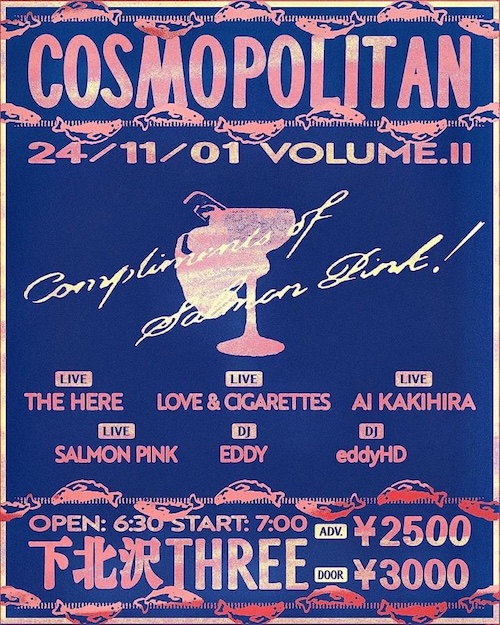 COSMOPOLITAN
24/11/01 VOLUME.II
Compliments of
Salmon Pink!
LIVE LIVE LIVE
THE HERE LOVE & CIGARETTES AI KAKIHIRA
LIVE DJ DJ
SALMON PINK EDDY eddyHD
OPEN: 6:30 START: 7:00
ADV. ¥2500
下北沢THREE
DOOR ¥3000